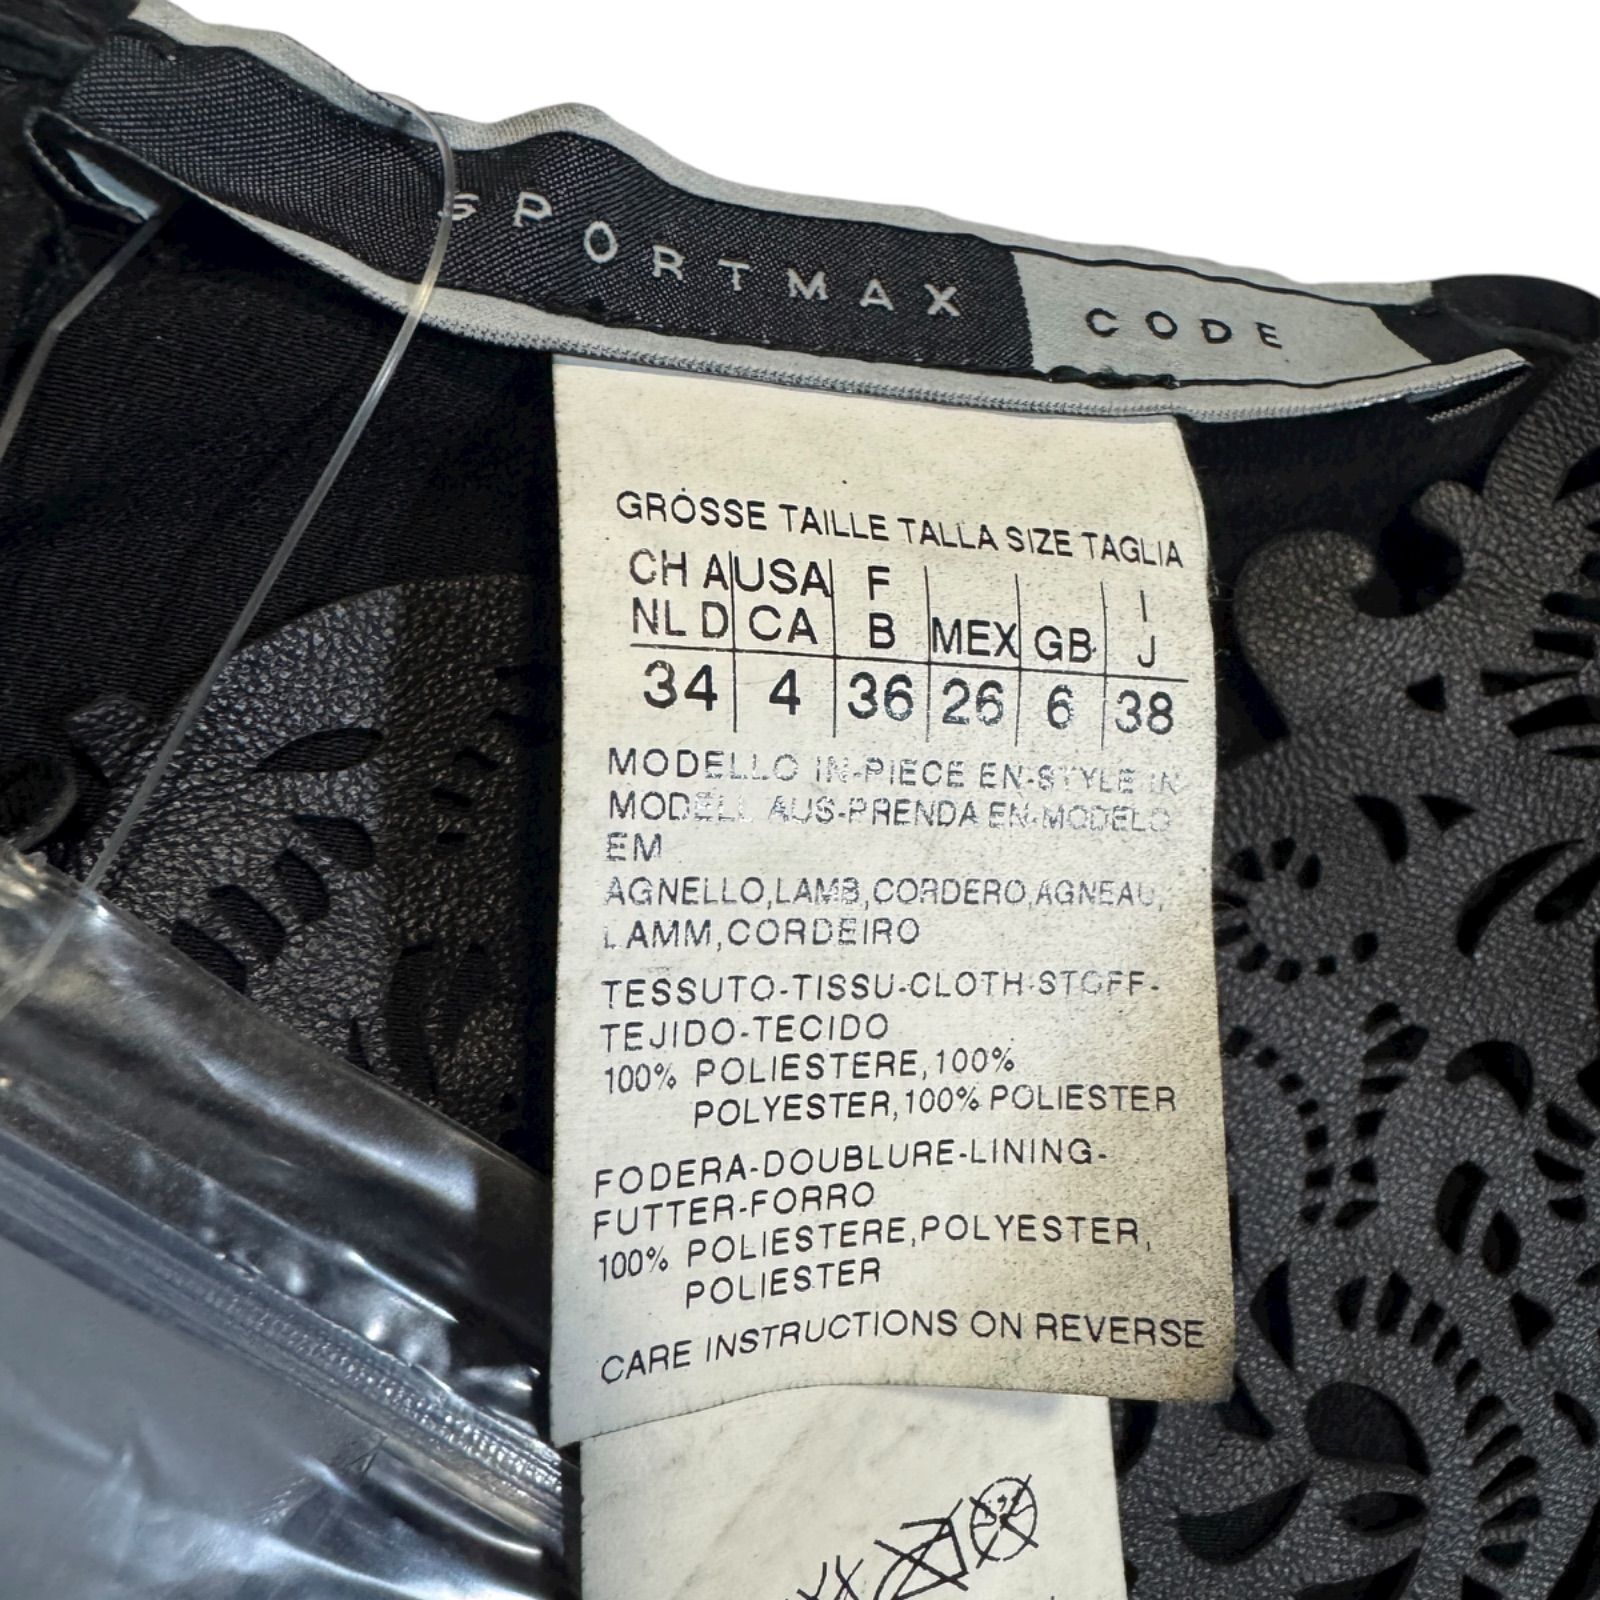 SPORTMAX CODE
GRÖSSE TAILLE TALLA SIZE TAGLIA
CH A USA F I
NL D CA B MEX GB J
34 4 36 26 6 38
MODELLO IN-PIECE EN-STYLE IN
MODELL AUS-PRENDA EN-MODELO
EM
AGNELLO,LAMB,CORDERO,AGNEAU,
LAMM,CORDEIRO
TESSUTO-TISSU-CLOTH-STOFF-
TEJIDO-TECIDO
100% POLIESTERE,100%
POLYESTER,100% POLIESTER
FODERA-DOUBLURE-LINING-
FUTTER-FORRO
100% POLIESTERE,POLYESTER,
POLIESTER
CARE INSTRUCTIONS ON REVERSE